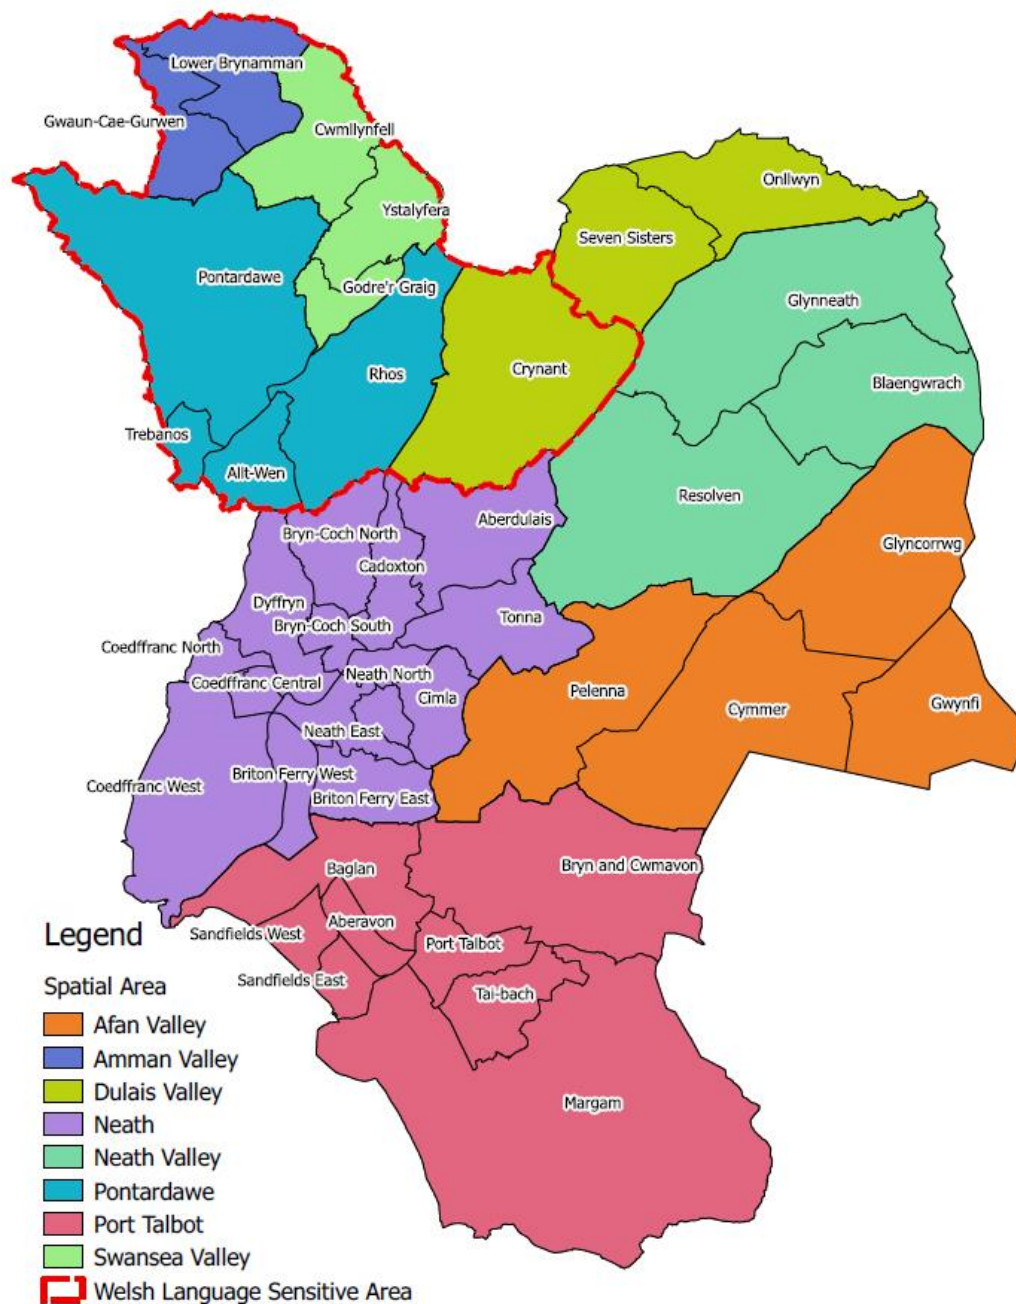 Lower Brynamman
Gwaun-Cae-Gurwen
Cwmllynfell
Onllwyn
Ystalyfera
Seven Sisters
Pontardawe
Godre'r Graig
Glynneath
Rhos
Crynant
Blaengwrach
Trebanos
Allt-Wen
Resolven
Aberdulais
Bryn-Coch North
Glyncorrwg
Cadoxton
Dyffryn
Tonna
Bryn-Coch South
Coedffranc North
Neath North
Coedffranc Central
Pelenna
Cimla
Gwynfi
Cymmer
Neath East
Briton Ferry West
Coedffranc West
Briton Ferry East
Baglan
Bryn and Cwmavon
Aberavon
Sandfields West
Port Talbot
Sandfields East
Tai-bach
Margam
Legend
Spatial Area
Afan Valley
Amman Valley
Dulais Valley
Neath
Neath Valley
Pontardawe
Port Talbot
Swansea Valley
Welsh Language Sensitive Area